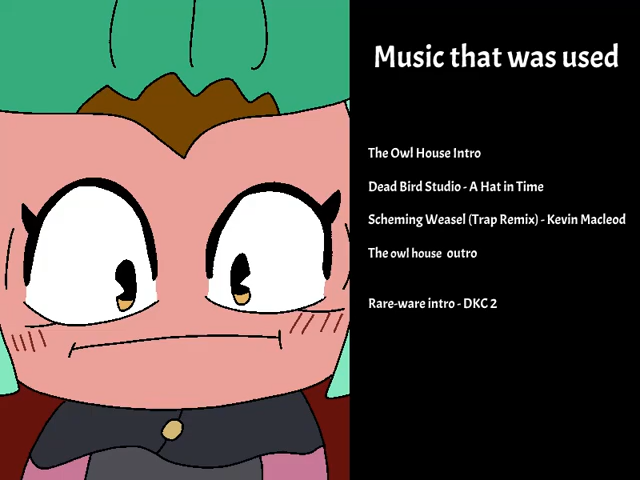 Music that was used
The Owl House Intro
Dead Bird Studio - A Hat in Time
Scheming Weasel (Trap Remix) - Kevin Macleod
The owl house outro
Rare-ware intro - DKC 2